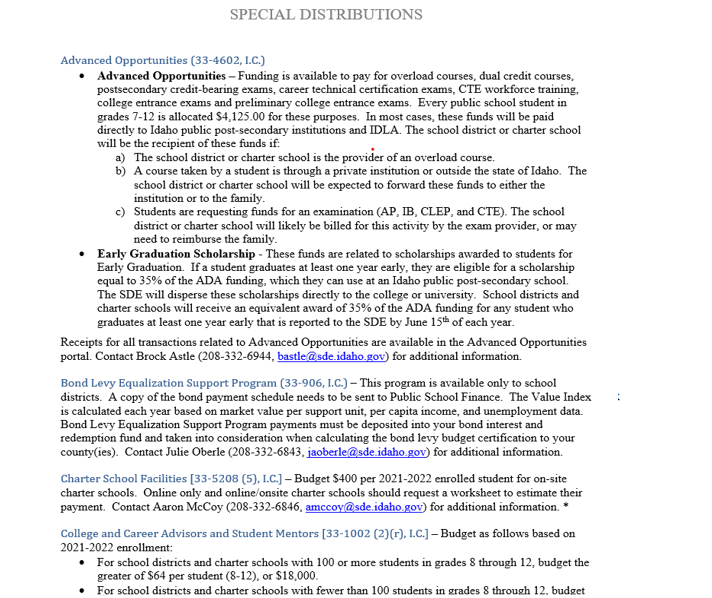 SPECIAL DISTRIBUTIONS
Advanced Opportunities (33-4602, I.C.)
• Advanced Opportunities – Funding is available to pay for overload courses, dual credit courses,
postsecondary credit-bearing exams, career technical certification exams, CTE workforce training,
college entrance exams and preliminary college entrance exams. Every public school student in
grades 7-12 is allocated $4,125.00 for these purposes. In most cases, these funds will be paid
directly to Idaho public post-secondary institutions and IDLA. The school district or charter school
will be the recipient of these funds if:
a) The school district or charter school is the provider of an overload course.
b) A course taken by a student is through a private institution or outside the state of Idaho. The
school district or charter school will be expected to forward these funds to either the
institution or to the family.
c) Students are requesting funds for an examination (AP, IB, CLEP, and CTE). The school
district or charter school will likely be billed for this activity by the exam provider, or may
need to reimburse the family.
• Early Graduation Scholarship - These funds are related to scholarships awarded to students for
Early Graduation. If a student graduates at least one year early, they are eligible for a scholarship
equal to 35% of the ADA funding, which they can use at an Idaho public post-secondary school.
The SDE will disperse these scholarships directly to the college or university. School districts and
charter schools will receive an equivalent award of 35% of the ADA funding for any student who
graduates at least one year early that is reported to the SDE by June 15th of each year.
Receipts for all transactions related to Advanced Opportunities are available in the Advanced Opportunities
portal. Contact Brock Astle (208-332-6944, bastle@sde.idaho.gov) for additional information.
Bond Levy Equalization Support Program (33-906, I.C.) – This program is available only to school
districts. A copy of the bond payment schedule needs to be sent to Public School Finance. The Value Index
is calculated each year based on market value per support unit, per capita income, and unemployment data.
Bond Levy Equalization Support Program payments must be deposited into your bond interest and
redemption fund and taken into consideration when calculating the bond levy budget certification to your
county(ies). Contact Julie Oberle (208-332-6843, jaoberle@sde.idaho.gov) for additional information.
Charter School Facilities [33-5208 (5), I.C.] – Budget $400 per 2021-2022 enrolled student for on-site
charter schools. Online only and online/onsite charter schools should request a worksheet to estimate their
payment. Contact Aaron McCoy (208-332-6846, amccoy@sde.idaho.gov) for additional information. *
College and Career Advisors and Student Mentors [33-1002 (2)(r), I.C.] – Budget as follows based on
2021-2022 enrollment:
• For school districts and charter schools with 100 or more students in grades 8 through 12, budget the
greater of $64 per student (8-12), or $18,000.
• For school districts and charter schools with fewer than 100 students in grades 8 through 12, budget